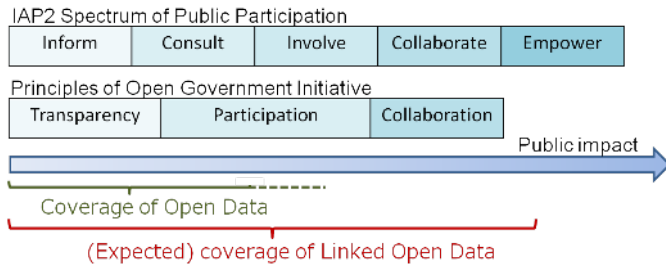 IAP2 Spectrum of Public Participation
Inform Consult Involve Collaborate Empower
Principles of Open Government Initiative
Transparency Participation Collaboration
Public impact
Coverage of Open Data
(Expected) coverage of Linked Open Data